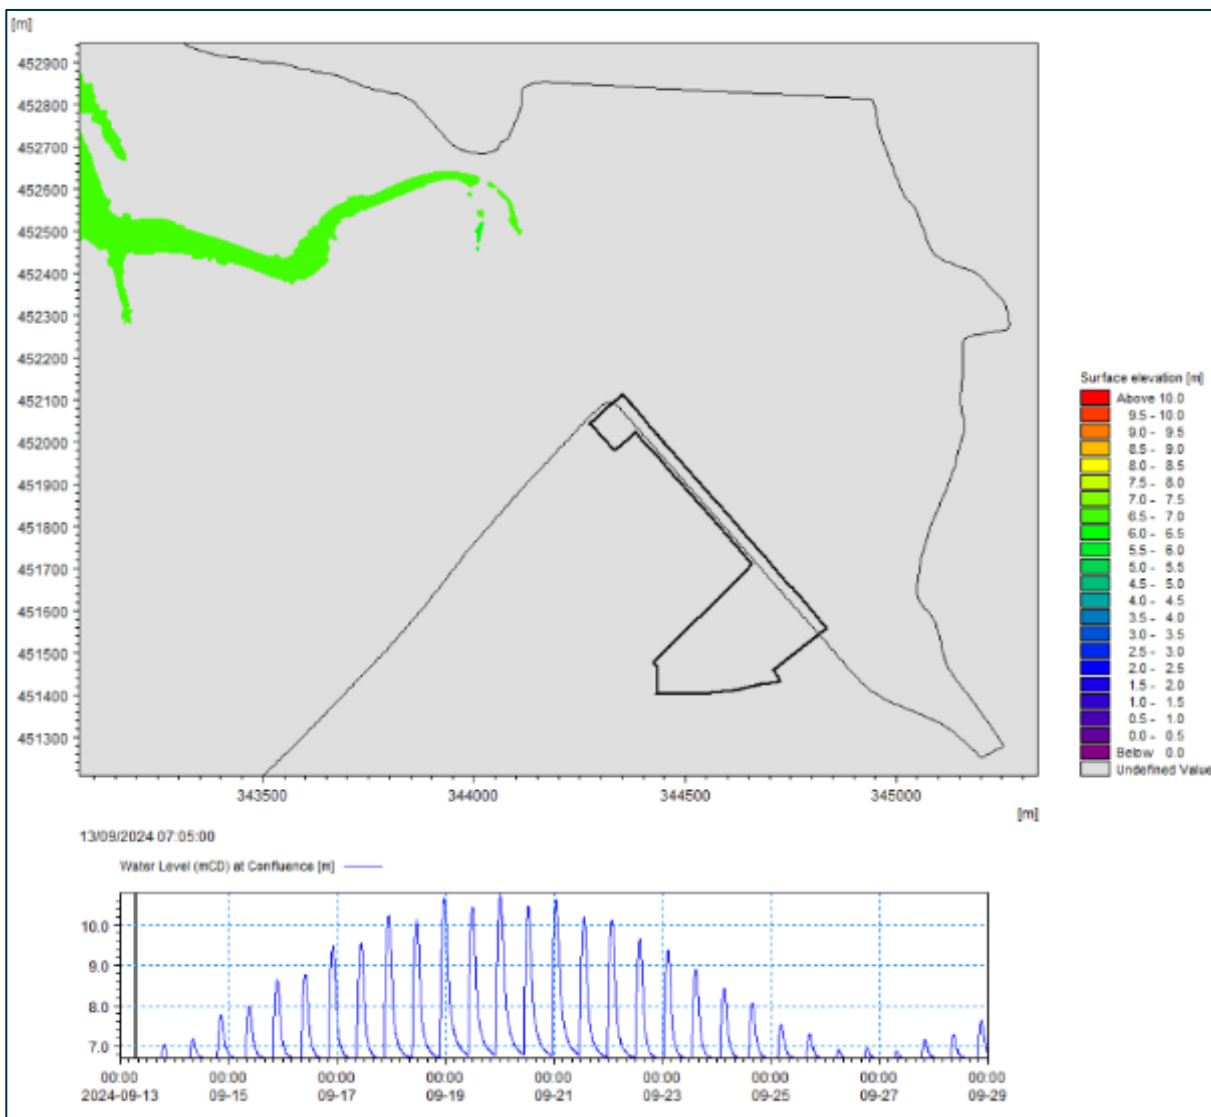 [m]
452900
452800
452700
452600
452500
452400
452300
452200
452100
452000
451900
451800
451700
451600
451500
451400
451300
343500 344000 344500 345000
[m]
Surface elevation [m]
Above 10.0
9.5 - 10.0
9.0 - 9.5
8.5 - 9.0
8.0 - 8.5
7.5 - 8.0
7.0 - 7.5
6.5 - 7.0
6.0 - 6.5
5.5 - 6.0
5.0 - 5.5
4.5 - 5.0
4.0 - 4.5
3.5 - 4.0
3.0 - 3.5
2.5 - 3.0
2.0 - 2.5
1.5 - 2.0
1.0 - 1.5
0.5 - 1.0
0.0 - 0.5
Below 0.0
Undefined Value
13/09/2024 07:05:00
Water Level (mCD) at Confluence [m]
10.0
9.0
8.0
7.0
00:00 00:00 00:00 00:00 00:00 00:00 00:00 00:00 00:00
2024-09-13 09-15 09-17 09-19 09-21 09-23 09-25 09-27 09-29